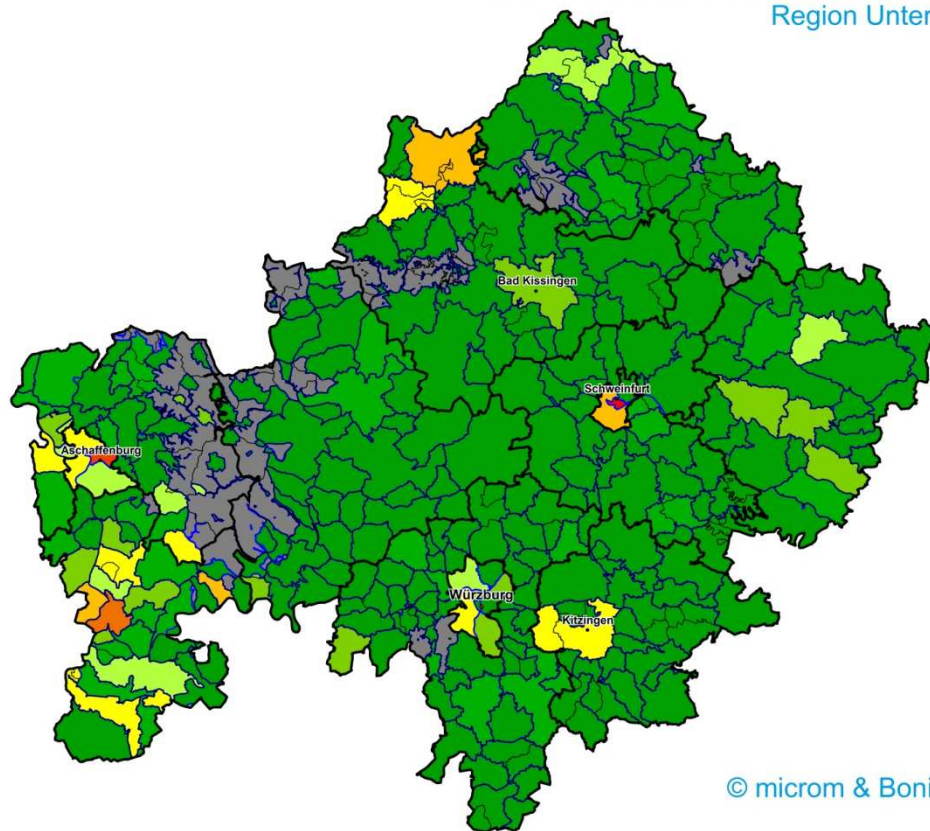 Region Unter
Bad Kissingen
Schweinfurt
Aschaffenburg
Würzburg
Kitzingen
© microm & Boni